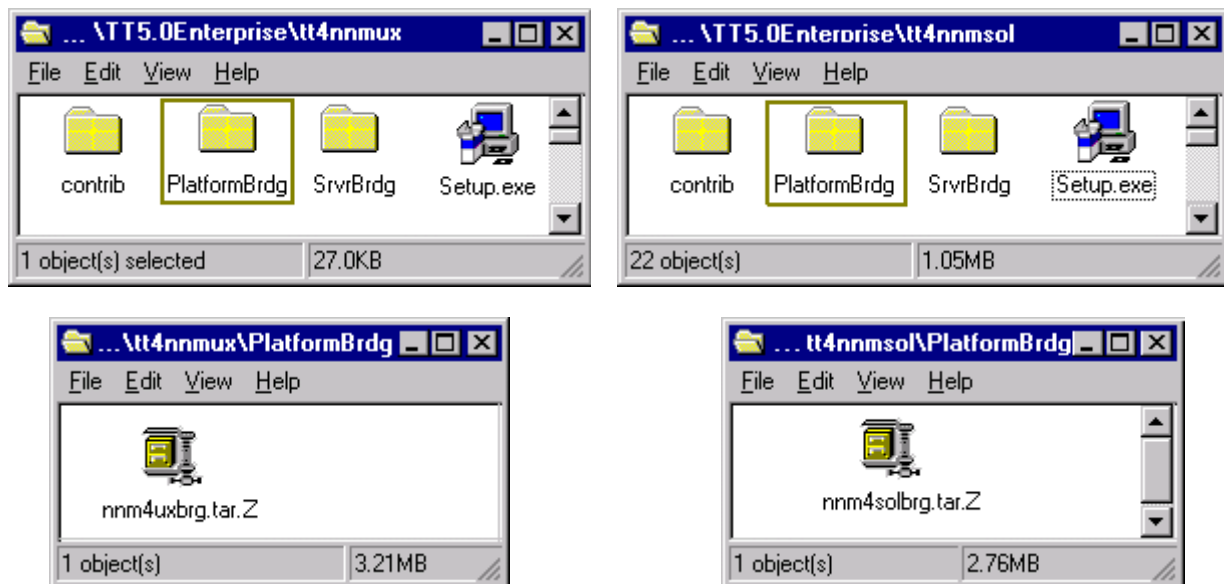 ... \TT5.0Enterprise\tt4nnmux
File Edit View Help
contrib PlatformBrdg SrvrBrdg Setup.exe
1 object(s) selected 27.0KB
... \TT5.0Enterprise\tt4nnmsol
File Edit View Help
contrib PlatformBrdg SrvrBrdg Setup.exe
22 object(s) 1.05MB
...\tt4nnmux\PlatformBrdg
File Edit View Help
nnm4uxbrg.tar.Z
1 object(s) 3.21MB
... tt4nnmsol\PlatformBrdg
File Edit View Help
nnm4solbrg.tar.Z
1 object(s) 2.76MB